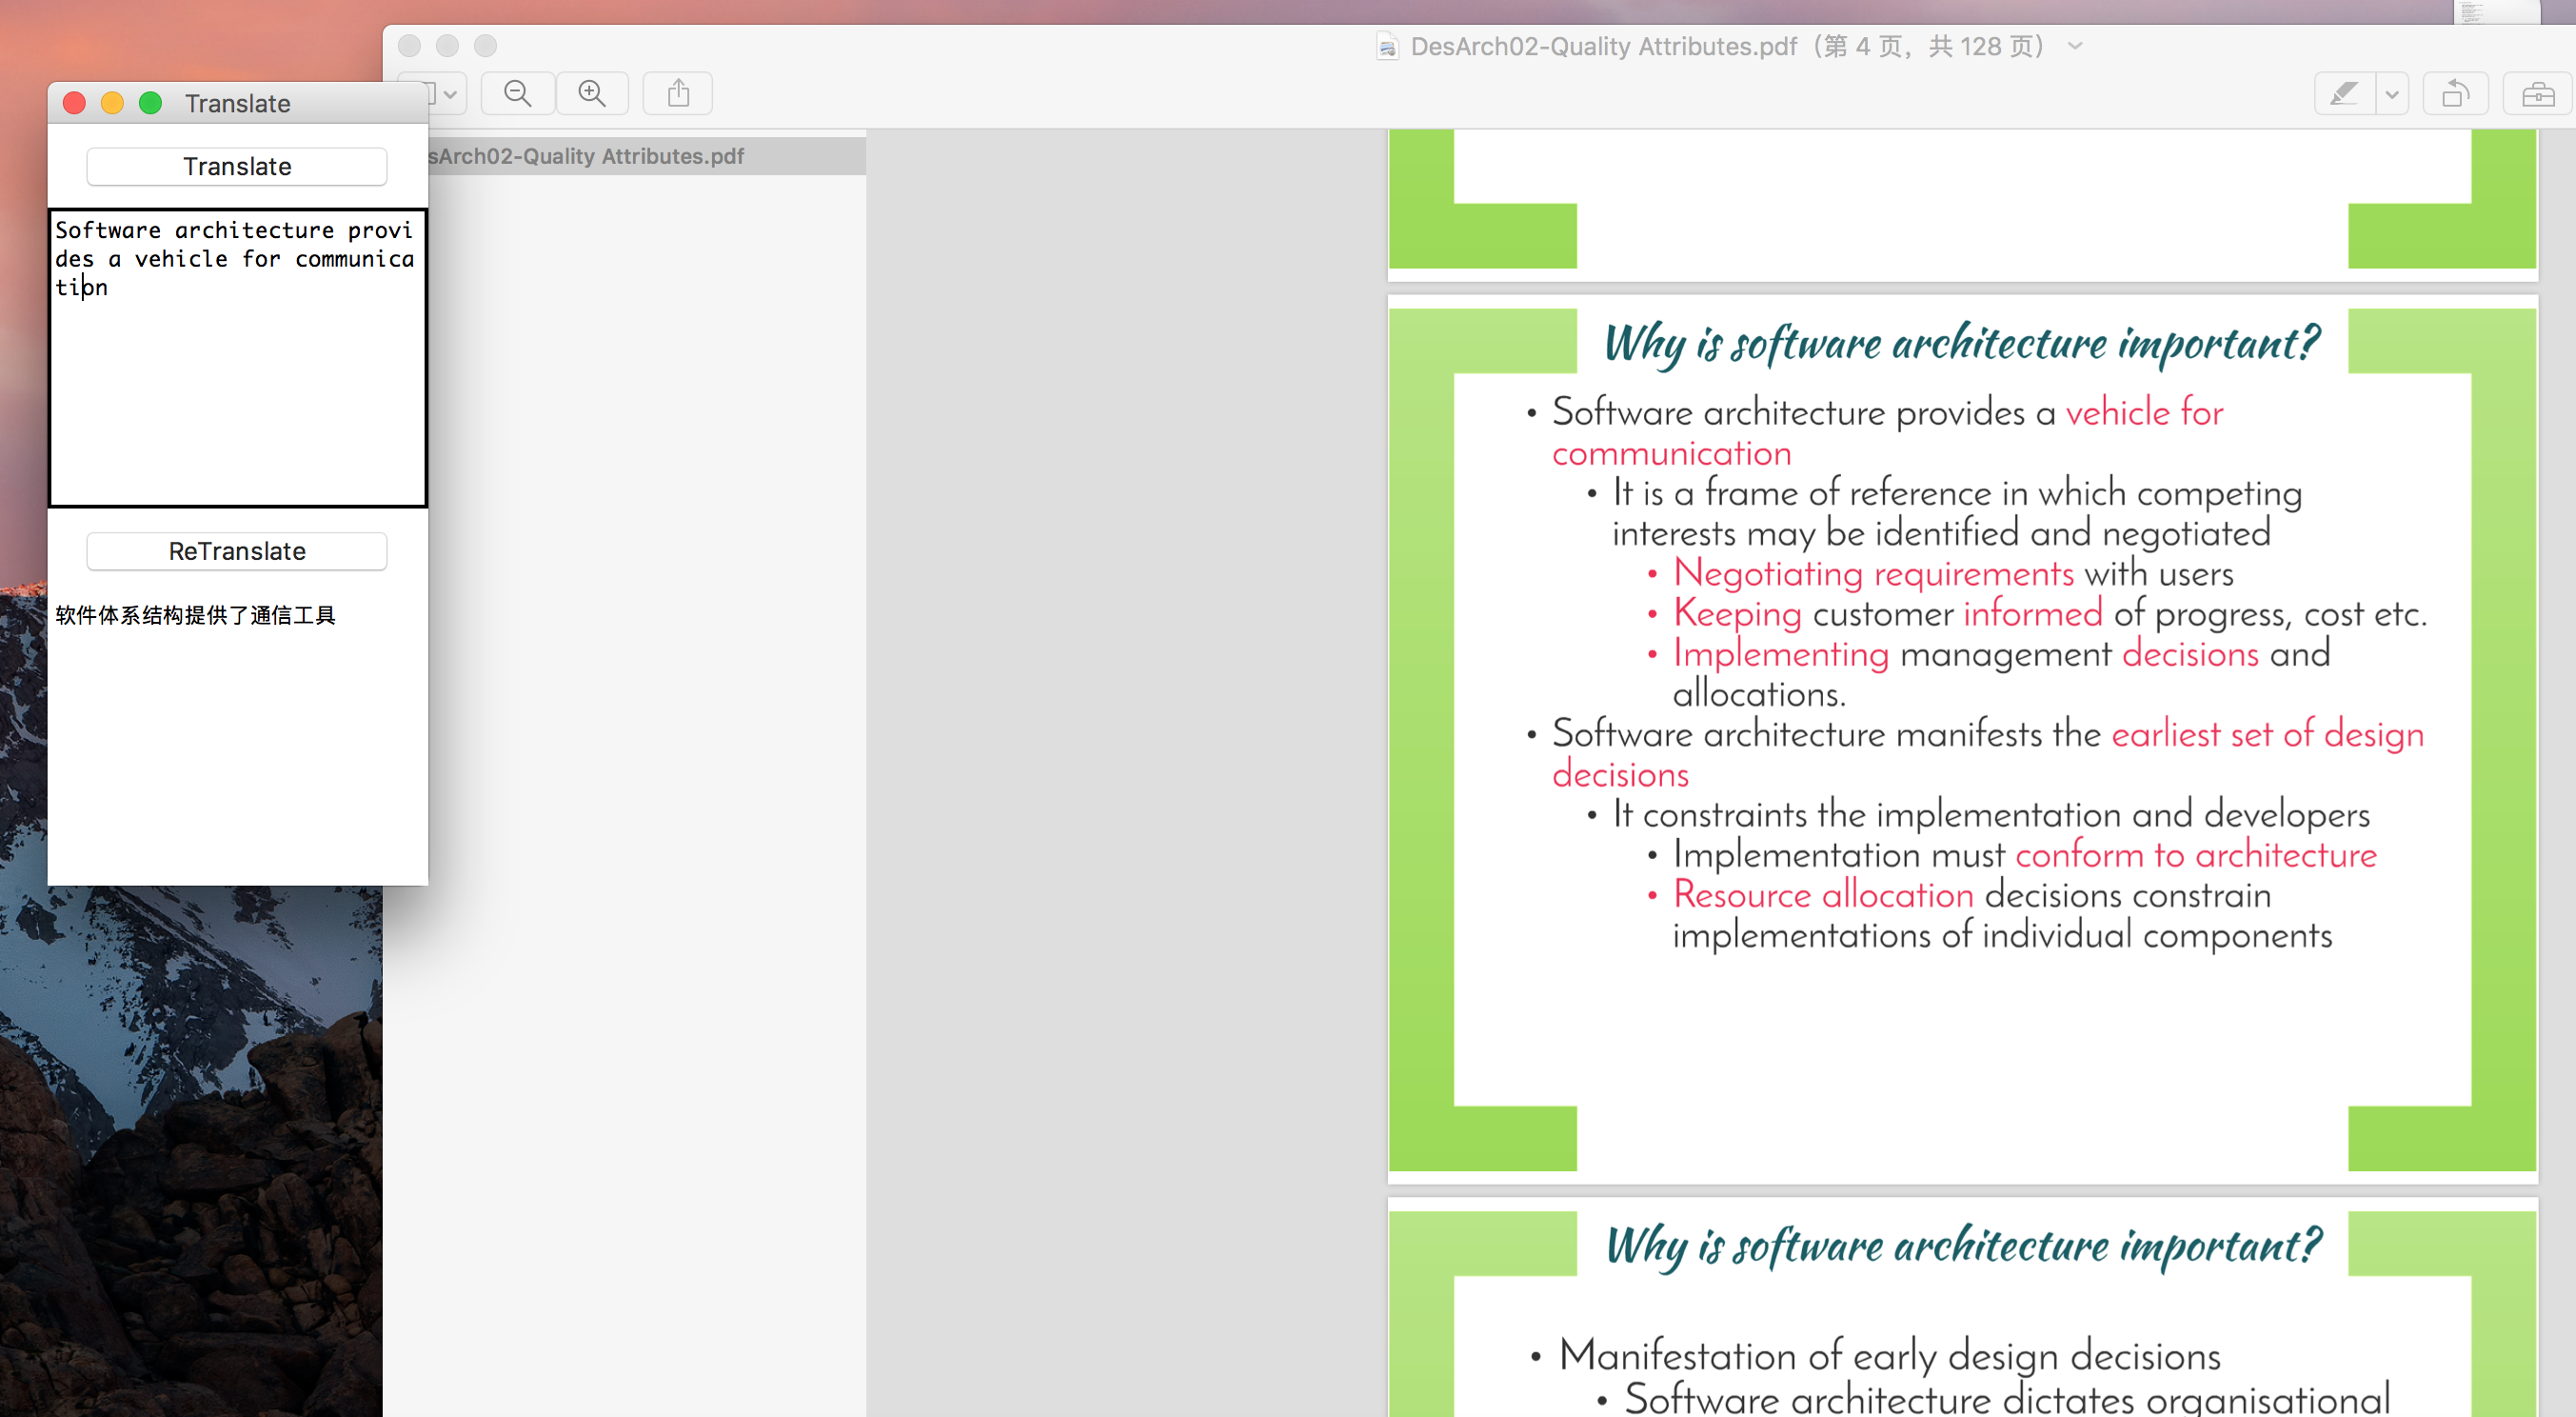 DesArch02-Quality Attributes.pdf（第 4 页，共 128 页）
Translate
Translate
sArch02-Quality Attributes.pdf
Software architecture provi
des a vehicle for communica
tion
ReTranslate
软件体系结构提供了通信工具
Why is software architecture important?
• Software architecture provides a vehicle for
communication
• It is a frame of reference in which competing
interests may be identified and negotiated
• Negotiating requirements with users
• Keeping customer informed of progress, cost etc.
• Implementing management decisions and
allocations.
• Software architecture manifests the earliest set of design
decisions
• It constraints the implementation and developers
• Implementation must conform to architecture
• Resource allocation decisions constrain
implementations of individual components
Why is software architecture important?
• Manifestation of early design decisions
• Software architecture dictates organisational